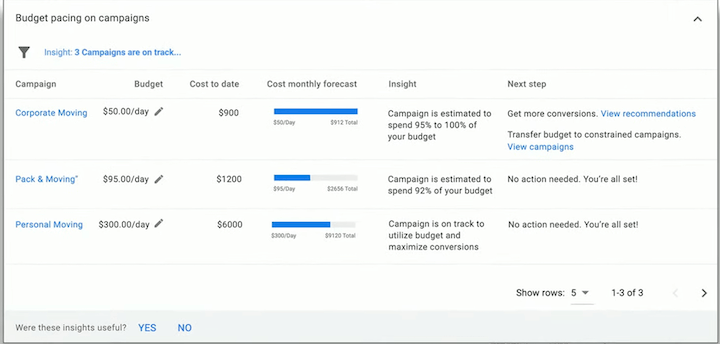 Budget pacing on campaigns
Insight: 3 Campaigns are on track...
Campaign Budget Cost to date Cost monthly forecast Insight Next step
Corporate Moving $50.00/day $900 $50/Day $912 Total
Campaign is estimated to
spend 95% to 100% of
your budget
Get more conversions. View recommendations
Transfer budget to constrained campaigns.
View campaigns
Pack & Moving" $95.00/day $1200 $95/Day $2656 Total
Campaign is estimated to
spend 92% of your budget
No action needed. You're all set!
Personal Moving $300.00/day $6000 $300/Day $9120 Total
Campaign is on track to
utilize budget and
maximize conversions
No action needed. You're all set!
Show rows: 5 1-3 of 3
Were these insights useful? YES NO